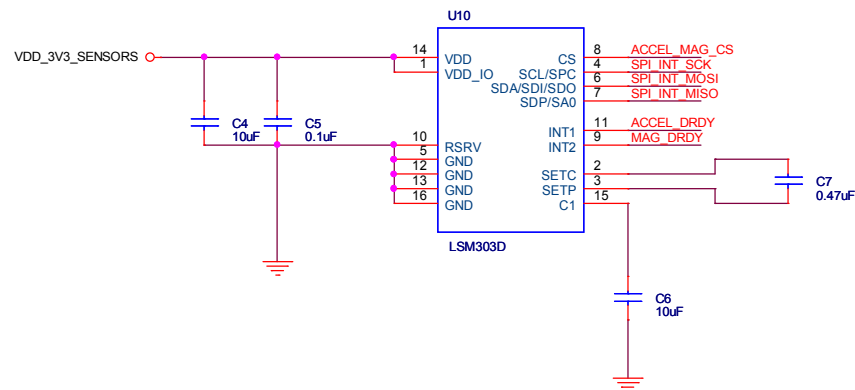 U10
VDD_3V3_SENSORS
14 VDD CS 8 ACCEL_MAG_CS
1 VDD_IO SCL/SPC 4 SPI_INT_SCK
SDA/SDI/SDO 6 SPI_INT_MOSI
SDP/SA0 7 SPI_INT_MISO
C4
10uF
C5
0.1uF
INT1 11 ACCEL_DRDY
10 RSRV INT2 9 MAG_DRDY
5 GND
12 GND SETC 2
13 GND SETP 3
16 GND C1 15
C7
0.47uF
LSM303D
C6
10uF